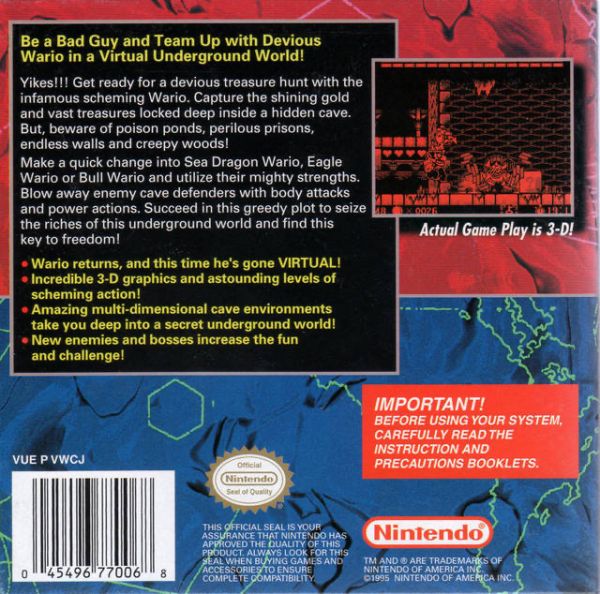 Be a Bad Guy and Team Up with Devious
Wario in a Virtual Underground World!
Yikes!!! Get ready for a devious treasure hunt with the
infamous scheming Wario. Capture the shining gold
and vast treasures locked deep inside a hidden cave.
But, beware of poison ponds, perilous prisons,
endless walls and creepy woods!
Make a quick change into Sea Dragon Wario, Eagle
Wario or Bull Wario and utilize their mighty strengths.
Blow away enemy cave defenders with body attacks
and power actions. Succeed in this greedy plot to seize
the riches of this underground world and find this
key to freedom!
• Wario returns, and this time he's gone VIRTUAL!
• Incredible 3-D graphics and astounding levels of
scheming action!
• Amazing multi-dimensional cave environments
take you deep into a secret underground world!
• New enemies and bosses increase the fun
and challenge!
×0026
Actual Game Play is 3-D!
IMPORTANT!
BEFORE USING YOUR SYSTEM,
CAREFULLY READ THE
INSTRUCTION AND
PRECAUTIONS BOOKLETS.
VUE P VWCJ
0 45496 77006 8
Official
Nintendo
Seal of Quality
THIS OFFICIAL SEAL IS YOUR
ASSURANCE THAT NINTENDO HAS
APPROVED THE QUALITY OF THIS
PRODUCT. ALWAYS LOOK FOR THIS
SEAL WHEN BUYING GAMES AND
ACCESSORIES TO ENSURE
COMPLETE COMPATIBILITY.
Nintendo®
TM AND ® ARE TRADEMARKS OF
NINTENDO OF AMERICA INC.
©1995 NINTENDO OF AMERICA INC.